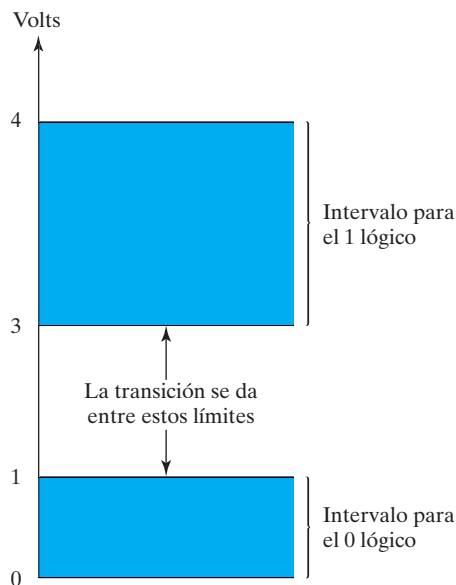 Volts
4
Intervalo para
el 1 lógico
3
La transición se da
entre estos límites
1
Intervalo para
el 0 lógico
0